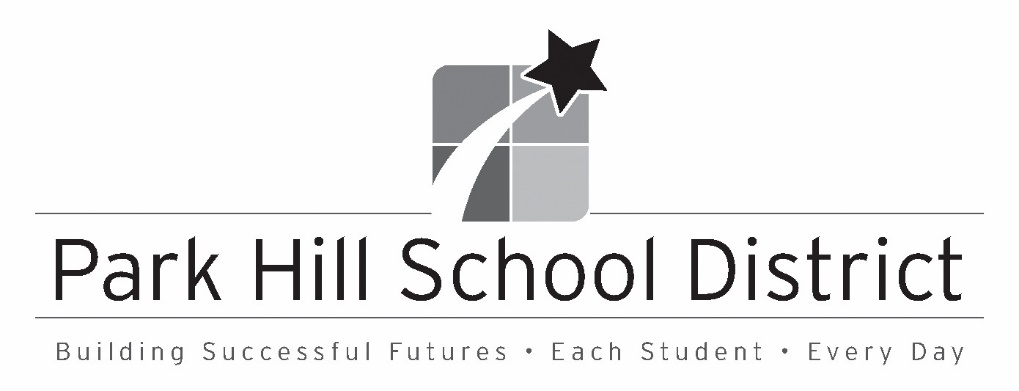 Park Hill School District
Building Successful Futures • Each Student • Every Day